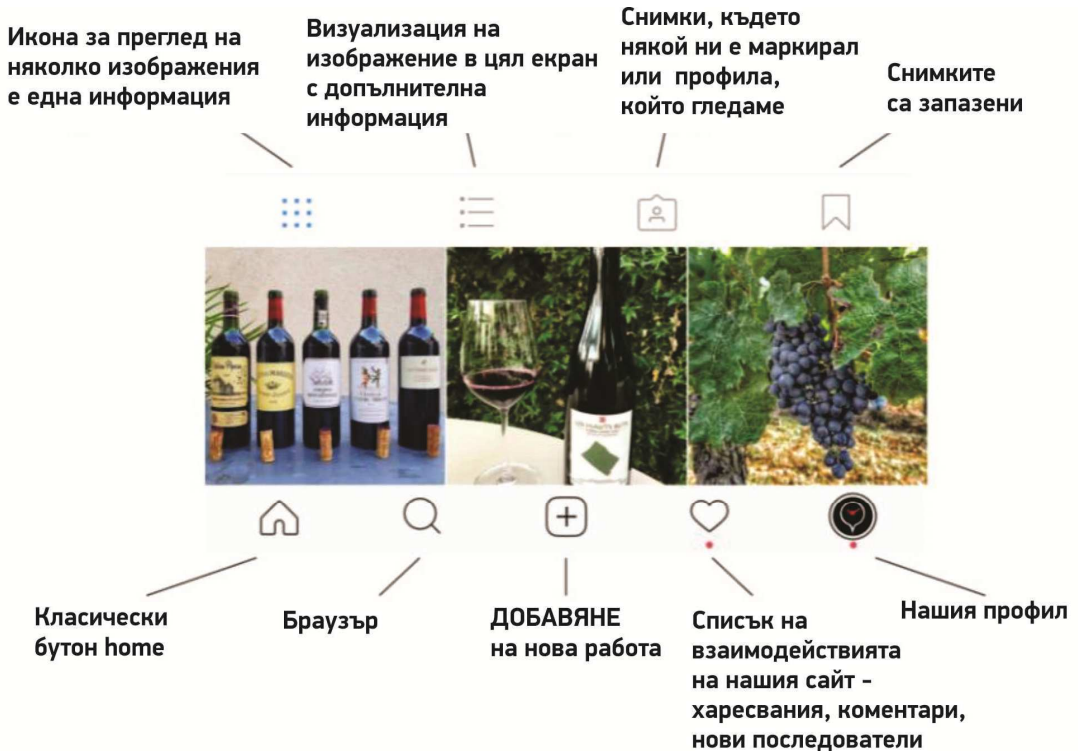 Икона за преглед на
няколко изображения
е една информация
Визуализация на
изображение в цял екран
с допълнителна
информация
Снимки, където
някой ни е маркирал
или профила,
който гледаме
Снимките
са запазени
Класически
бутон home
Браузър
ДОБАВЯНЕ
на нова работа
Списък на
взаимодействията
на нашия сайт -
харесвания, коментари,
нови последователи
Нашия профил